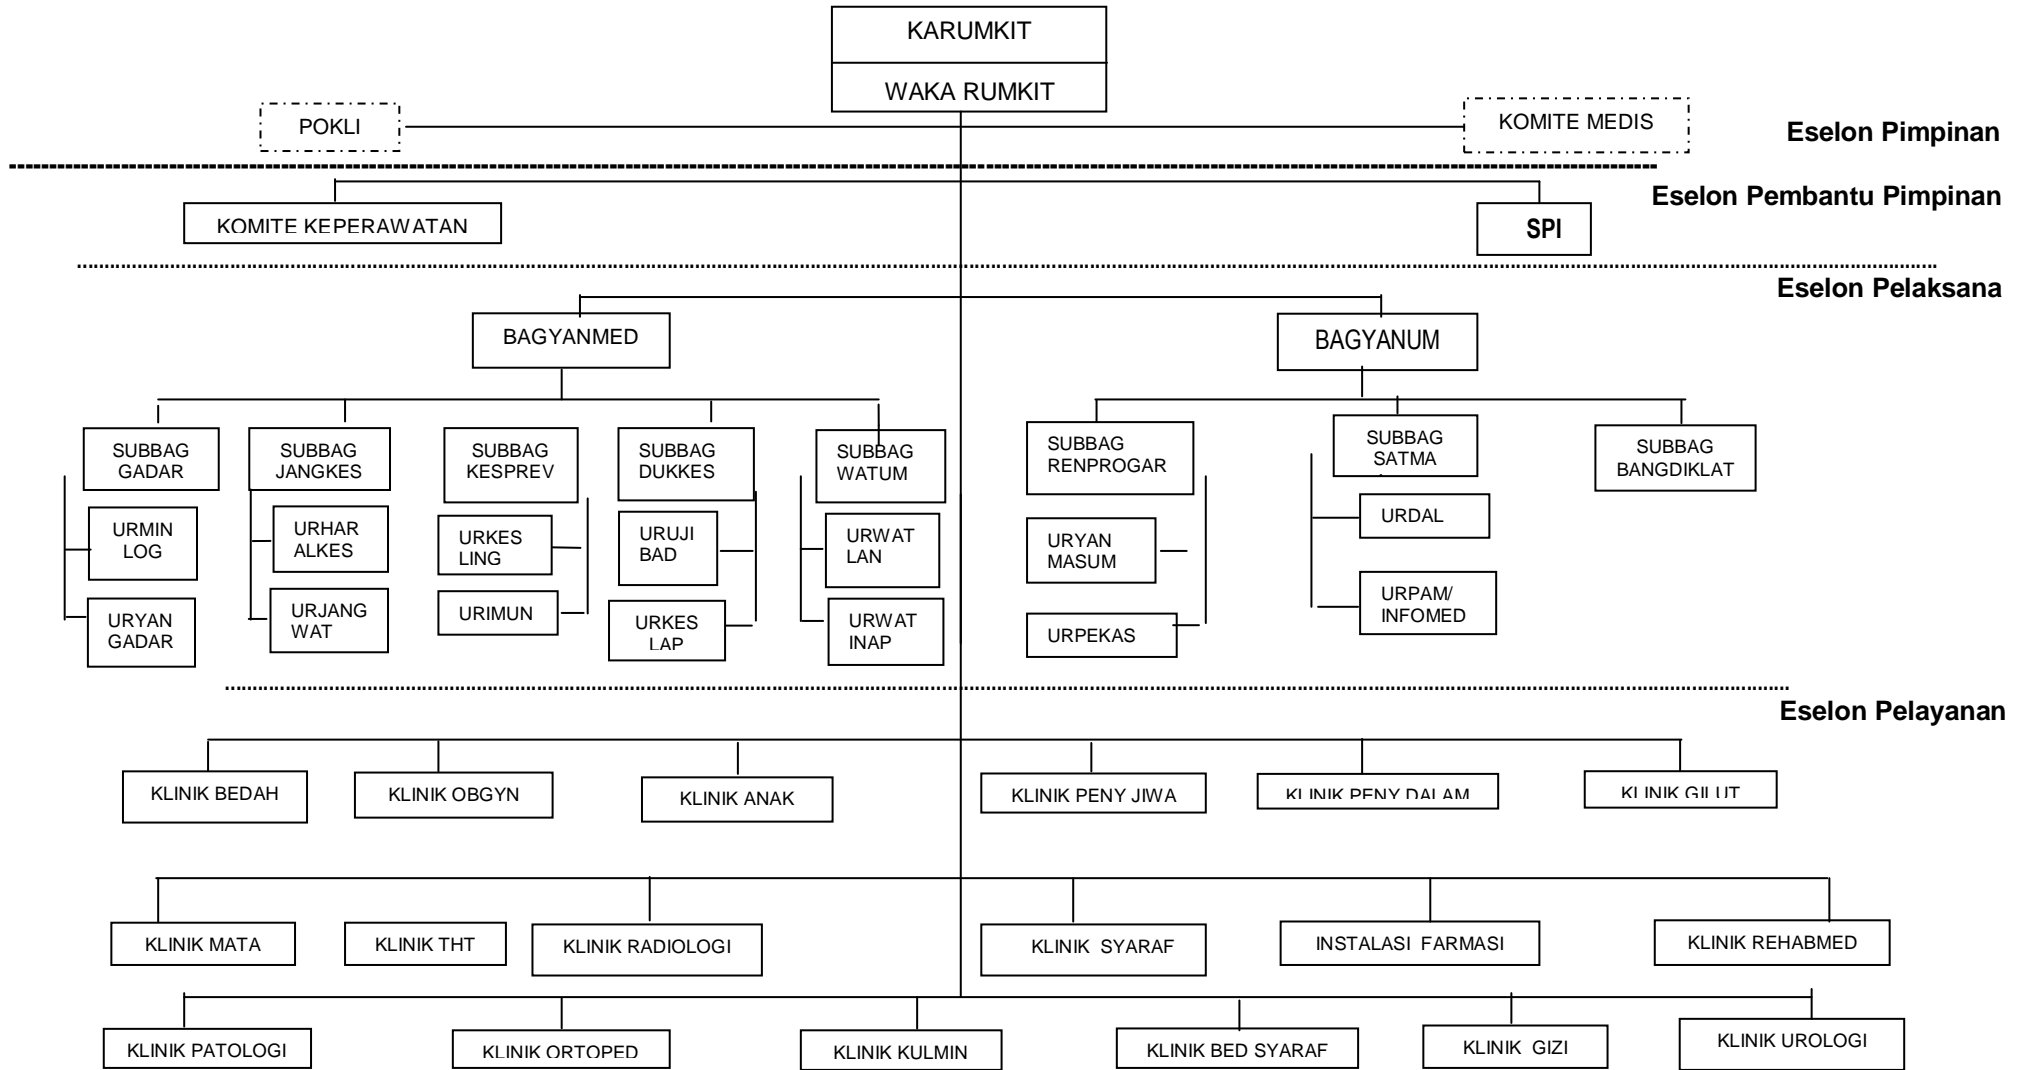 KARUMKIT
WAKA RUMKIT
POKLI
KOMITE MEDIS
Eselon Pimpinan
Eselon Pembantu Pimpinan
KOMITE KEPERAWATAN
SPI
Eselon Pelaksana
BAGYANMED
BAGYANUM
SUBBAG
GADAR
SUBBAG
JANGKES
SUBBAG
KESPREV
SUBBAG
DUKKES
SUBBAG
WATUM
SUBBAG
RENPROGAR
SUBBAG
SATMA
SUBBAG
BANGDIKLAT
URMIN
LOG
URHAR
ALKES
URKES
LING
URUJI
BAD
URWAT
LAN
URYAN
MASUM
URDAL
URYAN
GADAR
URJANG
WAT
URIMUN
URKES
LAP
URWAT
INAP
URPEKAS
URPAM/
INFOMED
Eselon Pelayanan
KLINIK BEDAH
KLINIK OBGYN
KLINIK ANAK
KLINIK PENY JIWA
KLINIK PENY DALAM
KLINIK GILUT
KLINIK MATA
KLINIK THT
KLINIK RADIOLOGI
KLINIK SYARAF
INSTALASI FARMASI
KLINIK REHABMED
KLINIK PATOLOGI
KLINIK ORTOPED
KLINIK KULMIN
KLINIK BED SYARAF
KLINIK GIZI
KLINIK UROLOGI